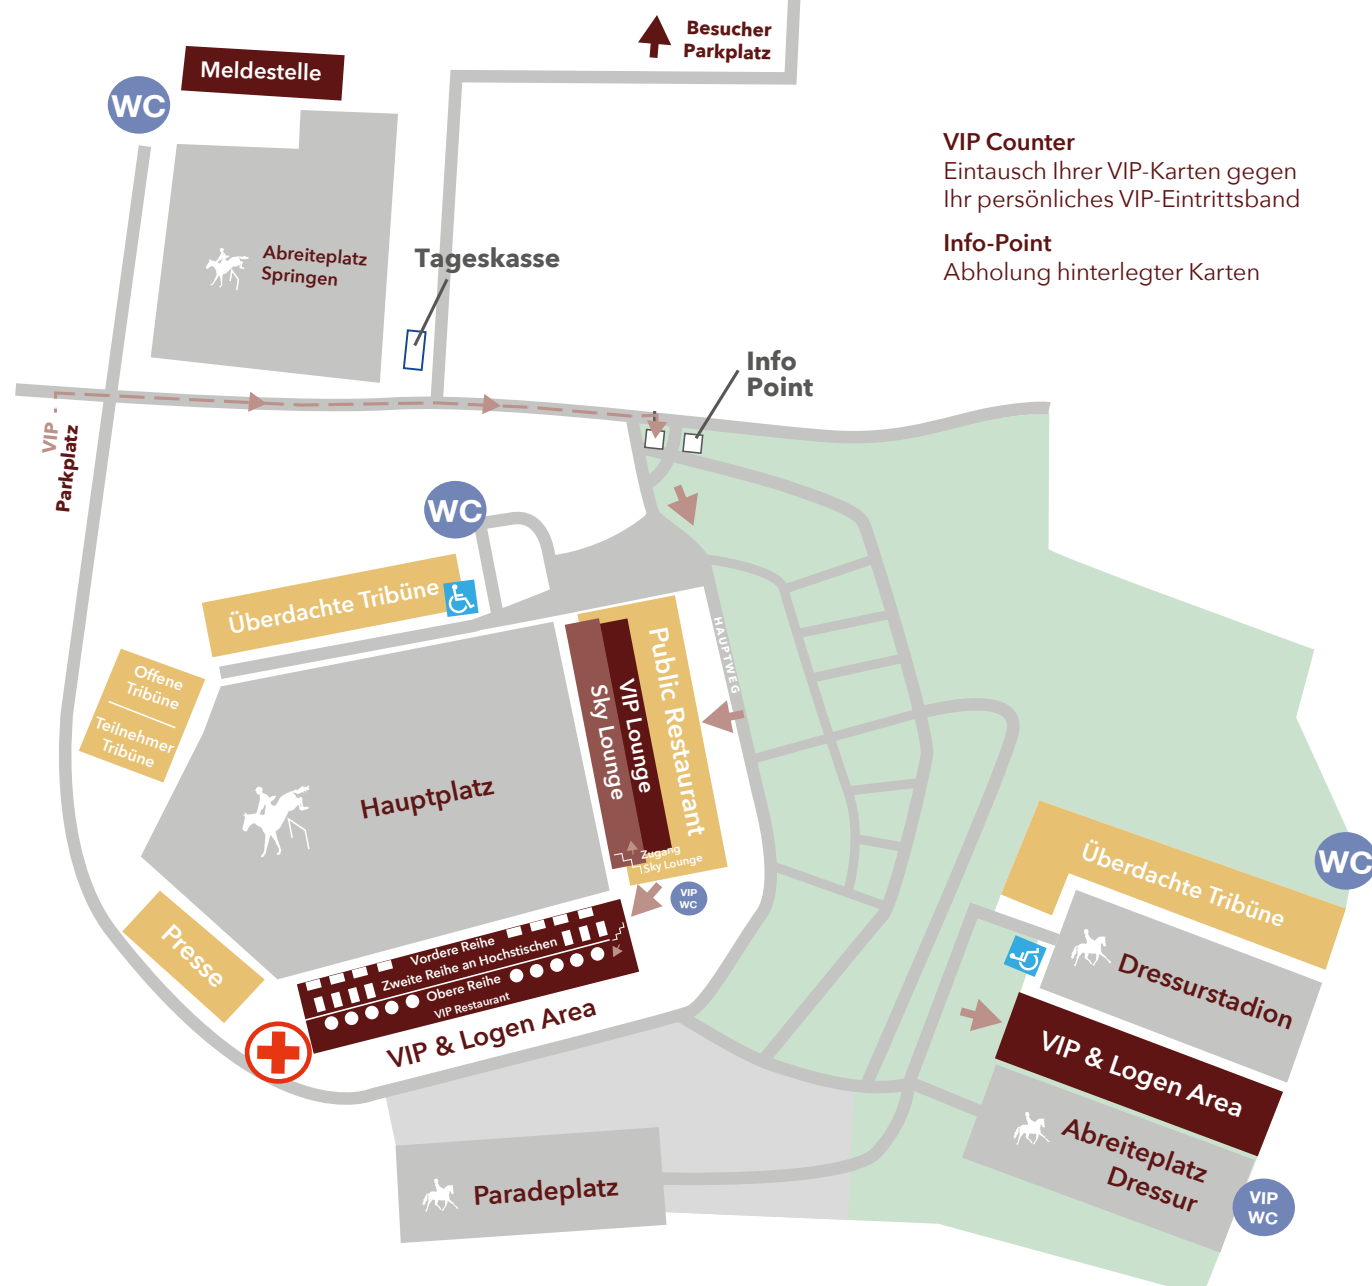 Besucher
Parkplatz
Meldestelle
WC
VIP Counter
Eintausch Ihrer VIP-Karten gegen
Ihr persönliches VIP-Eintrittsband
Info-Point
Abholung hinterlegter Karten
Abreiteplatz
Springen
Tageskasse
Info
Point
VIP -
Parkplatz
WC
Überdachte Tribüne
Offene
Tribüne
Teilnehmer
Tribüne
HAUPTWEG
Public Restaurant
VIP Lounge
Sky Lounge
Hauptplatz
Zugang
Sky Lounge
VIP
WC
Presse
Vordere Reihe
Zweite Reihe an Hochstischen
Obere Reihe
VIP Restaurant
VIP & Logen Area
Überdachte Tribüne
WC
Dressurstadion
VIP & Logen Area
Abreiteplatz
Dressur
VIP
WC
Paradeplatz